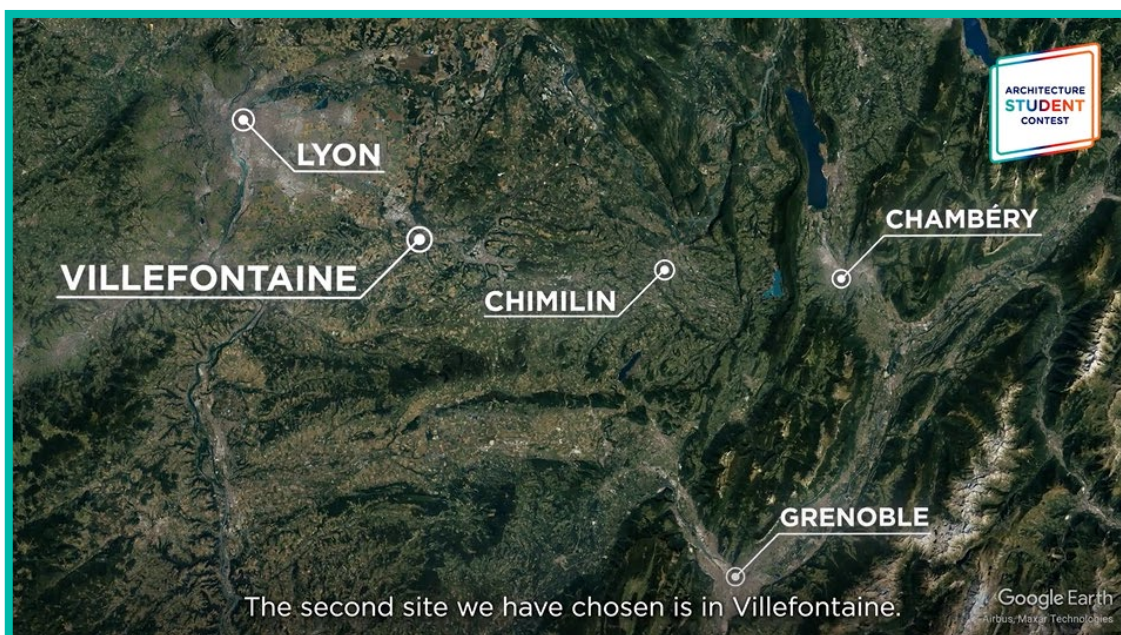 ARCHITECTURE
STUDENT
CONTEST
LYON
CHAMBÉRY
VILLEFONTAINE
CHIMILIN
GRENOBLE
Google Earth
Airbus, Maxar Technologies
The second site we have chosen is in Villefontaine.